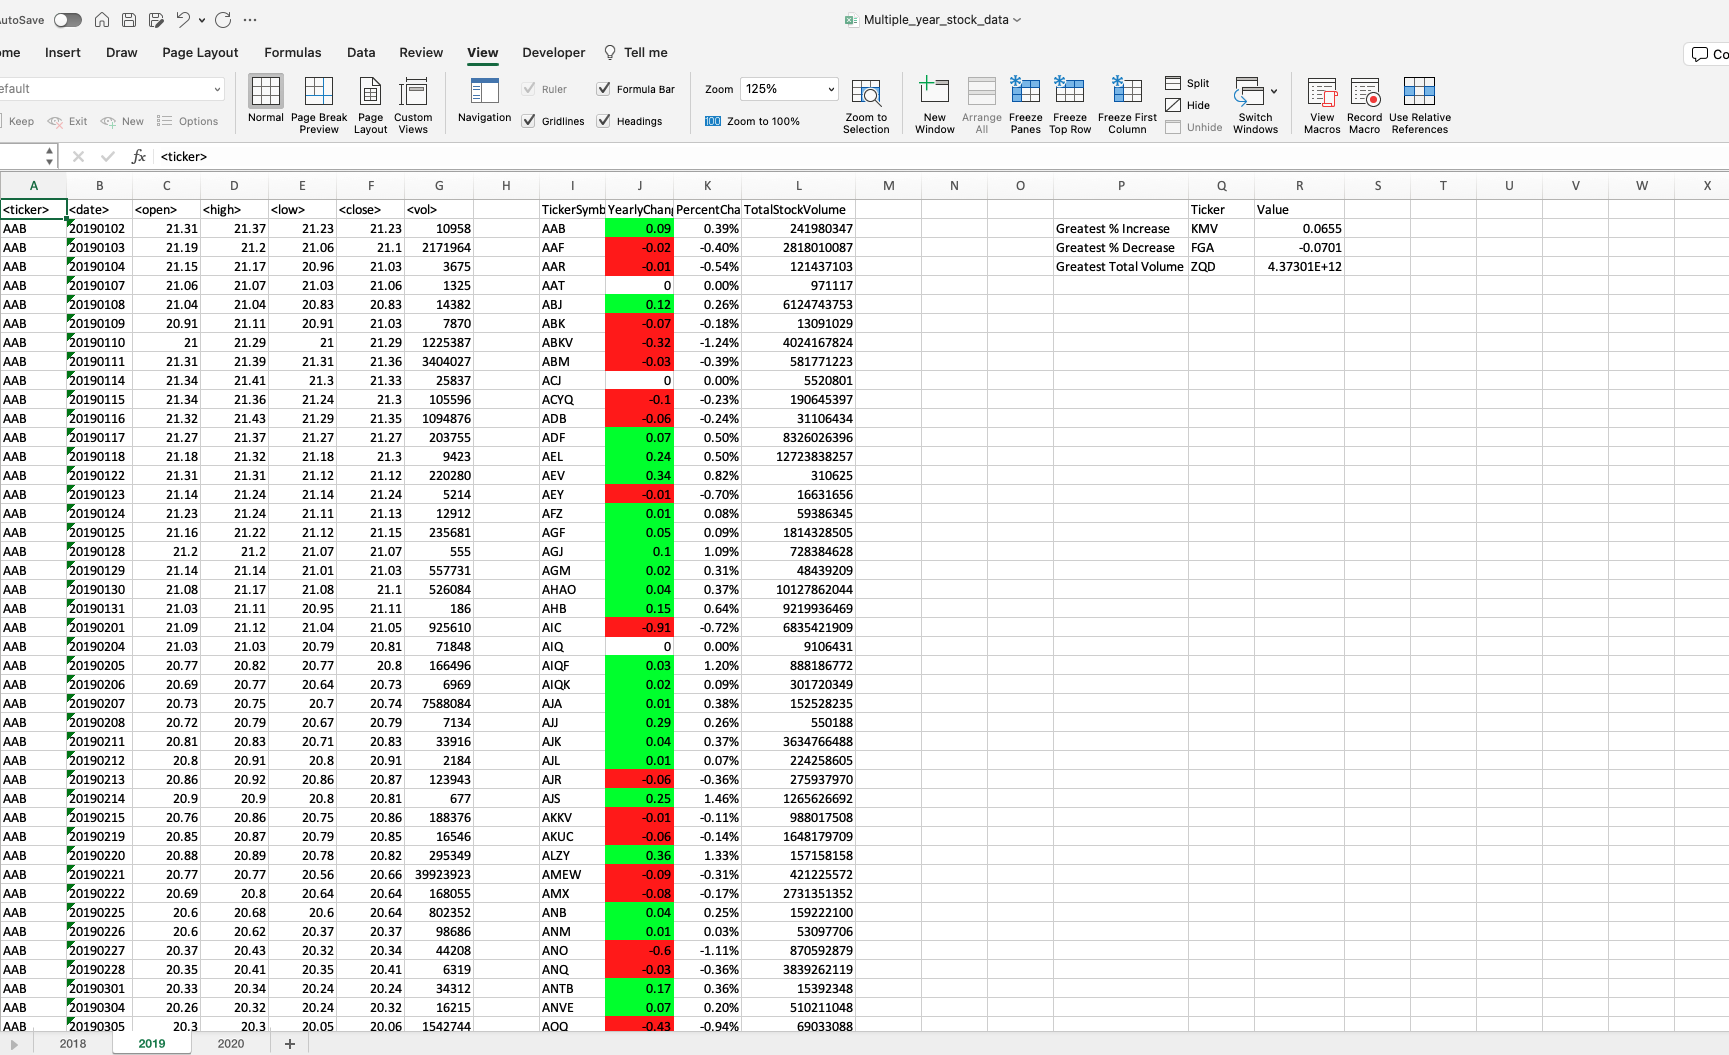 utoSave
Multiple_year_stock_data
ome Insert Draw Page Layout Formulas Data Review View Developer Tell me
Co
efault
Keep Exit New Options
Normal Page Break Preview Page Layout Custom Views
Navigation
Ruler Formula Bar
Gridlines Headings
Zoom 125%
100 Zoom to 100%
Zoom to Selection
New Window Arrange All Freeze Panes Freeze Top Row Freeze First Column
Split
Hide
Unhide
Switch Windows
View Macros Record Macro Use Relative References
fx <ticker>
A B C D E F G H I J K L M N O P Q R S T U V W X
<ticker> <date> <open> <high> <low> <close> <vol> TickerSymb YearlyChan PercentCha TotalStockVolume Ticker Value
AAB 20190102 21.31 21.37 21.23 21.23 10958 AAB 0.09 0.39% 241980347 Greatest % Increase KMV 0.0655
AAB 20190103 21.19 21.2 21.06 21.1 2171964 AAF -0.02 -0.40% 2818010087 Greatest % Decrease FGA -0.0701
AAB 20190104 21.15 21.17 20.96 21.03 3675 AAR -0.01 -0.54% 121437103 Greatest Total Volume ZQD 4.37301E+12
AAB 20190107 21.06 21.07 21.03 21.06 1325 AAT 0 0.00% 971117
AAB 20190108 21.04 21.04 20.83 20.83 14382 ABJ 0.12 0.26% 6124743753
AAB 20190109 20.91 21.11 20.91 21.03 7870 ABK -0.07 -0.18% 13091029
AAB 20190110 21 21.29 21 21.29 1225387 ABKV -0.32 -1.24% 4024167824
AAB 20190111 21.31 21.39 21.31 21.36 3404027 ABM -0.03 -0.39% 581771223
AAB 20190114 21.34 21.41 21.3 21.33 25837 ACJ 0 0.00% 5520801
AAB 20190115 21.34 21.36 21.24 21.3 105596 ACYQ -0.1 -0.23% 190645397
AAB 20190116 21.32 21.43 21.29 21.35 1094876 ADB -0.06 -0.24% 31106434
AAB 20190117 21.27 21.37 21.27 21.27 203755 ADF 0.07 0.50% 8326026396
AAB 20190118 21.18 21.32 21.18 21.3 9423 AEL 0.24 0.50% 12723838257
AAB 20190122 21.31 21.31 21.12 21.12 220280 AEV 0.34 0.82% 310625
AAB 20190123 21.14 21.24 21.14 21.24 5214 AEY -0.01 -0.70% 16631656
AAB 20190124 21.23 21.24 21.11 21.13 12912 AFZ 0.01 0.08% 59386345
AAB 20190125 21.16 21.22 21.12 21.15 235681 AGF 0.05 0.09% 1814328505
AAB 20190128 21.2 21.2 21.07 21.07 555 AGJ 0.1 1.09% 728384628
AAB 20190129 21.14 21.14 21.01 21.03 557731 AGM 0.02 0.31% 48439209
AAB 20190130 21.08 21.17 21.08 21.1 526084 AHAO 0.04 0.37% 10127862044
AAB 20190131 21.03 21.11 20.95 21.11 186 AHB 0.15 0.64% 9219936469
AAB 20190201 21.09 21.12 21.04 21.05 925610 AIC -0.91 -0.72% 6835421909
AAB 20190204 21.03 21.03 20.79 20.81 71848 AIQ 0 0.00% 9106431
AAB 20190205 20.77 20.82 20.77 20.8 166496 AIQF 0.03 1.20% 888186772
AAB 20190206 20.69 20.77 20.64 20.73 6969 AIQK 0.02 0.09% 301720349
AAB 20190207 20.73 20.75 20.7 20.74 7588084 AJA 0.01 0.38% 152528235
AAB 20190208 20.72 20.79 20.67 20.79 7134 AJJ 0.29 0.26% 550188
AAB 20190211 20.81 20.83 20.71 20.83 33916 AJK 0.04 0.37% 3634766488
AAB 20190212 20.8 20.91 20.8 20.91 2184 AJL 0.01 0.07% 224258605
AAB 20190213 20.86 20.92 20.86 20.87 123943 AJR -0.06 -0.36% 275937970
AAB 20190214 20.9 20.9 20.8 20.81 677 AJS 0.25 1.46% 1265626692
AAB 20190215 20.76 20.86 20.75 20.86 188376 AKKV -0.01 -0.11% 988017508
AAB 20190219 20.85 20.87 20.79 20.85 16546 AKUC -0.06 -0.14% 1648179709
AAB 20190220 20.88 20.89 20.78 20.82 295349 ALZY 0.36 1.33% 157158158
AAB 20190221 20.77 20.77 20.56 20.66 39923923 AMEW -0.09 -0.31% 421225572
AAB 20190222 20.69 20.8 20.64 20.64 168055 AMX -0.08 -0.17% 2731351352
AAB 20190225 20.6 20.68 20.6 20.64 802352 ANB 0.04 0.25% 159222100
AAB 20190226 20.6 20.62 20.37 20.37 98686 ANM 0.01 0.03% 53097706
AAB 20190227 20.37 20.43 20.32 20.34 44208 ANO -0.6 -1.11% 870592879
AAB 20190228 20.35 20.41 20.35 20.41 6319 ANQ -0.03 -0.36% 3839262119
AAB 20190301 20.33 20.34 20.24 20.24 34312 ANTB 0.17 0.36% 15392348
AAB 20190304 20.26 20.32 20.24 20.32 16215 ANVE 0.07 0.20% 510211048
AAB 20190305 20.3 20.3 20.05 20.06 1542744 AOQ -0.43 -0.94% 69033088
2018 2019 2020 +